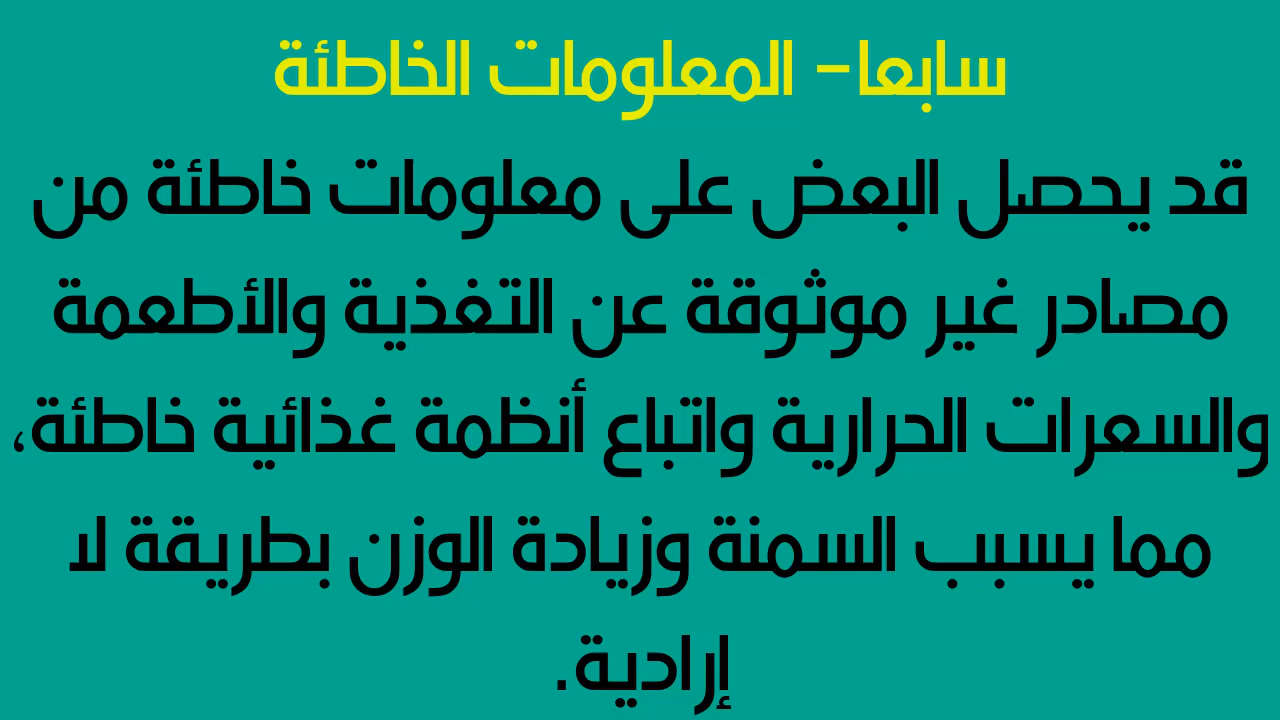 سابعا- المعلومات الخاطئة
قد يحصل البعض على معلومات خاطئة من
مصادر غير موثوقة عن التغذية والأطعمة
والسعرات الحرارية واتباع أنظمة غذائية خاطئة،
مما يسبب السمنة وزيادة الوزن بطريقة لا
إرادية.